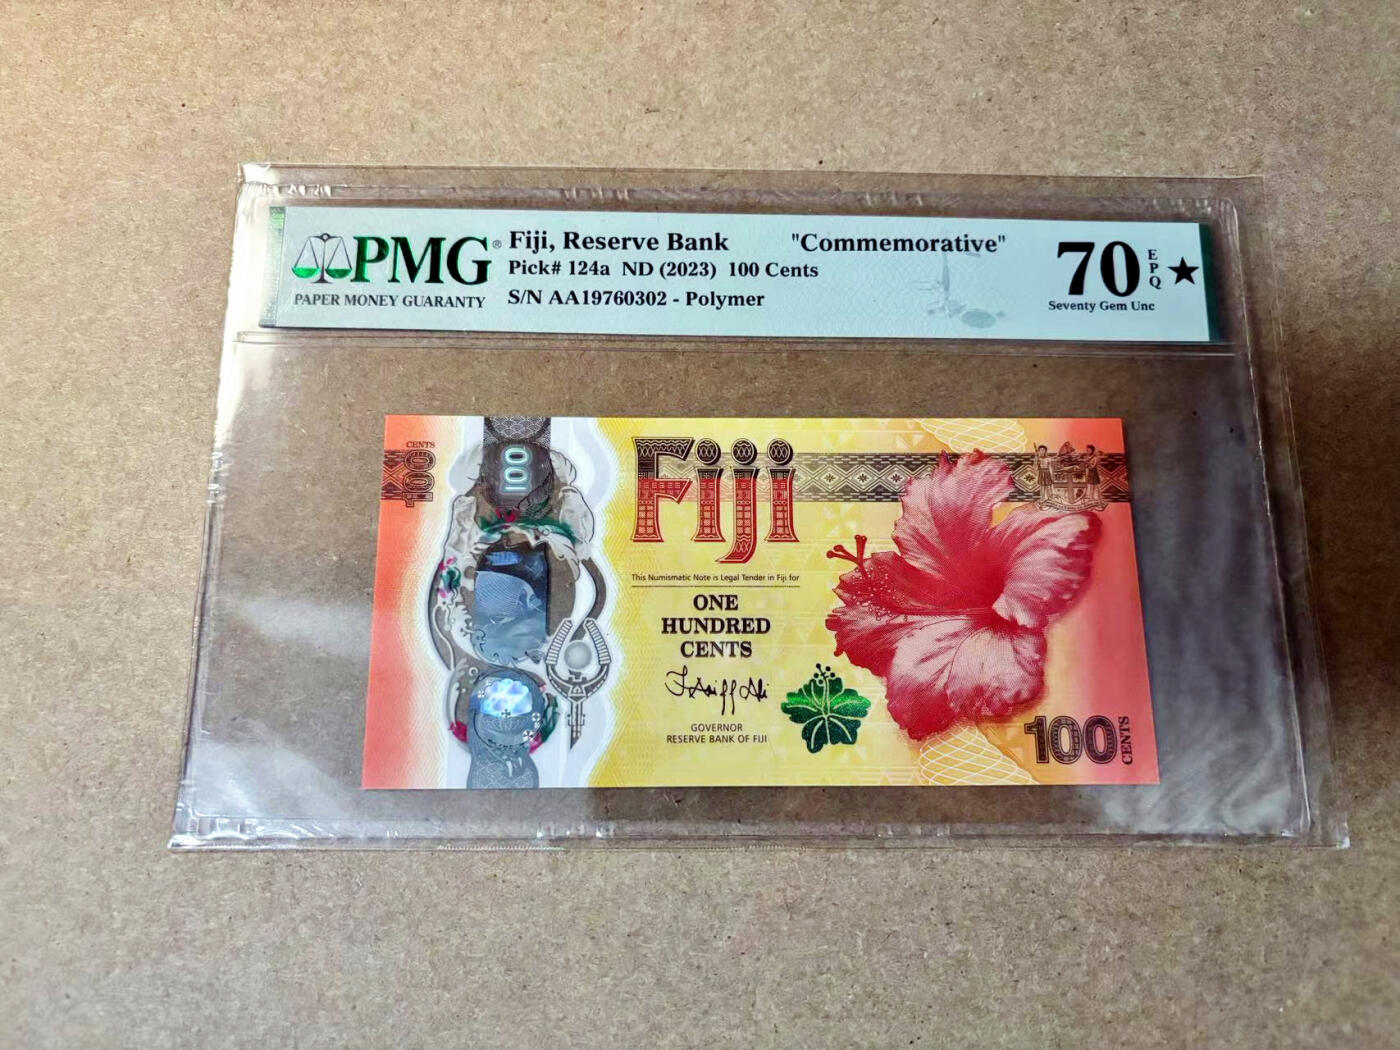 PMG®
PAPER MONEY GUARANTY
Fiji, Reserve Bank "Commemorative"
Pick# 124a ND (2023) 100 Cents
S/N AA19760302 - Polymer
70 EPQ ★
Seventy Gem Unc
CENTS
100
100
Fiji
This Numismatic Note is Legal Tender in Fiji for
ONE
HUNDRED
CENTS
GOVERNOR
RESERVE BANK OF FIJI
100 CENTS